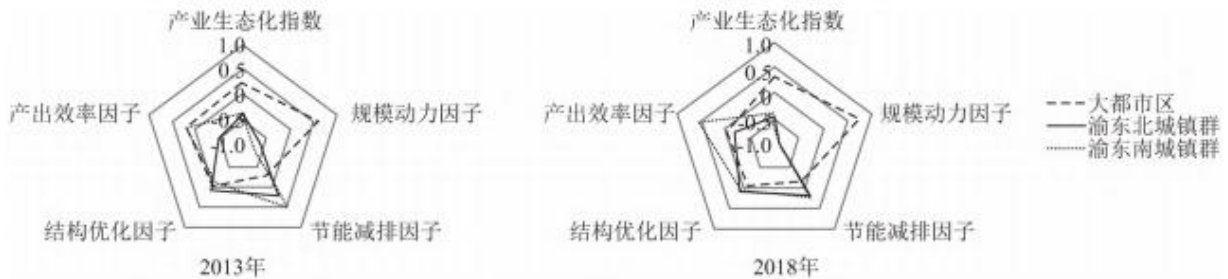 产业生态化指数
1.0
0.5
0
-0.5
-1.0
产出效率因子
规模动力因子
结构优化因子
节能减排因子
2013年
产业生态化指数
1.0
0.5
0
-0.5
-1.0
产出效率因子
规模动力因子
结构优化因子
节能减排因子
2018年
大都市区
渝东北城镇群
渝东南城镇群